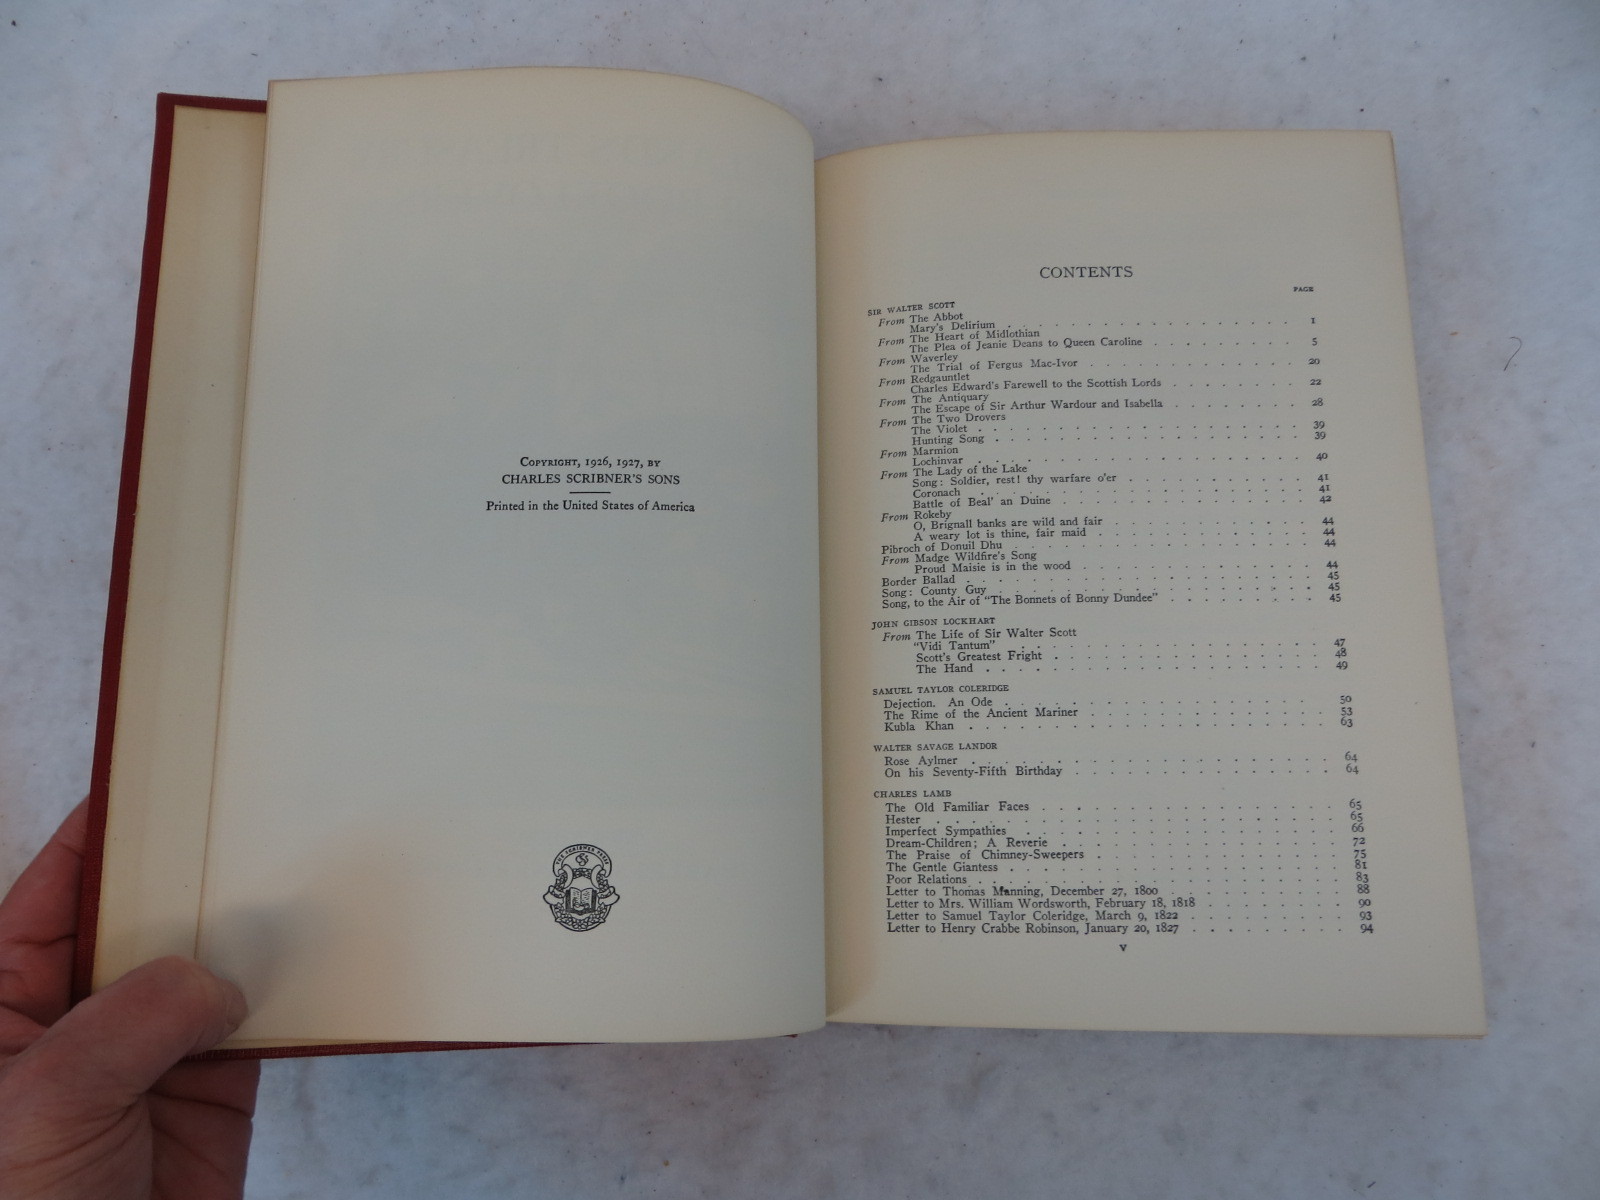 COPYRIGHT, 1926, 1927, BY
CHARLES SCRIBNER'S SONS
Printed in the United States of America
THE SCRIBNER PRESS
CONTENTS
PAGE
SIR WALTER SCOTT
From The Abbot
Mary's Delirium . . . . . . . . . . . . . . . . 1
From The Heart of Midlothian
The Plea of Jeanie Deans to Queen Caroline . . . . . . . . . 5
From Waverley
The Trial of Fergus Mac-Ivor . . . . . . . . . . . . . 20
From Redgauntlet
Charles Edward's Farewell to the Scottish Lords . . . . . . . . 22
From The Antiquary
The Escape of Sir Arthur Wardour and Isabella . . . . . . . . 28
From The Two Drovers
The Violet . . . . . . . . . . . . . . . . . . 39
Hunting Song . . . . . . . . . . . . . . . . . 39
From Marmion
Lochinvar . . . . . . . . . . . . . . . . . . 40
From The Lady of the Lake
Song: Soldier, rest! thy warfare o'er . . . . . . . . . . . 41
Coronach . . . . . . . . . . . . . . . . . . 41
Battle of Beal' an Duine . . . . . . . . . . . . . . 42
From Rokeby
O, Brignall banks are wild and fair . . . . . . . . . . . 44
A weary lot is thine, fair maid . . . . . . . . . . . . 44
Pibroch of Donuil Dhu . . . . . . . . . . . . . . . 44
From Madge Wildfire's Song
Proud Maisie is in the wood . . . . . . . . . . . . . 44
Border Ballad . . . . . . . . . . . . . . . . . . 45
Song: County Guy . . . . . . . . . . . . . . . . . 45
Song, to the Air of "The Bonnets of Bonny Dundee" . . . . . . . . 45
JOHN GIBSON LOCKHART
From The Life of Sir Walter Scott
"Vidi Tantum" . . . . . . . . . . . . . . . . . 47
Scott's Greatest Fright . . . . . . . . . . . . . . . 48
The Hand . . . . . . . . . . . . . . . . . . 49
SAMUEL TAYLOR COLERIDGE
Dejection. An Ode . . . . . . . . . . . . . . . . 50
The Rime of the Ancient Mariner . . . . . . . . . . . . . 53
Kubla Khan . . . . . . . . . . . . . . . . . . 63
WALTER SAVAGE LANDOR
Rose Aylmer . . . . . . . . . . . . . . . . . . 64
On his Seventy-Fifth Birthday . . . . . . . . . . . . . . 64
CHARLES LAMB
The Old Familiar Faces . . . . . . . . . . . . . . . 65
Hester . . . . . . . . . . . . . . . . . . . . 65
Imperfect Sympathies . . . . . . . . . . . . . . . . 66
Dream-Children; A Reverie . . . . . . . . . . . . . . . 72
The Praise of Chimney-Sweepers . . . . . . . . . . . . . 75
The Gentle Giantess . . . . . . . . . . . . . . . . . 81
Poor Relations . . . . . . . . . . . . . . . . . . 83
Letter to Thomas Manning, December 27, 1800 . . . . . . . . . . 88
Letter to Mrs. William Wordsworth, February 18, 1818 . . . . . . . . 90
Letter to Samuel Taylor Coleridge, March 9, 1822 . . . . . . . . . 93
Letter to Henry Crabbe Robinson, January 20, 1827 . . . . . . . . . 94
v